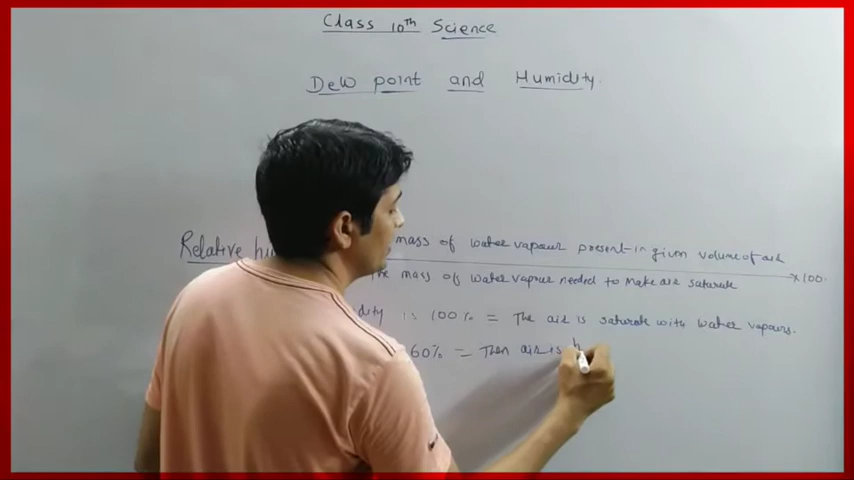 Class 10th Science
Dew point and Humidity.
Relative hu mass of water vapour present in given volume of air
The mass of water vapour needed to make air saturate ×100.
dity is 100% = The air is saturate with water vapours.
60% = Then air is h